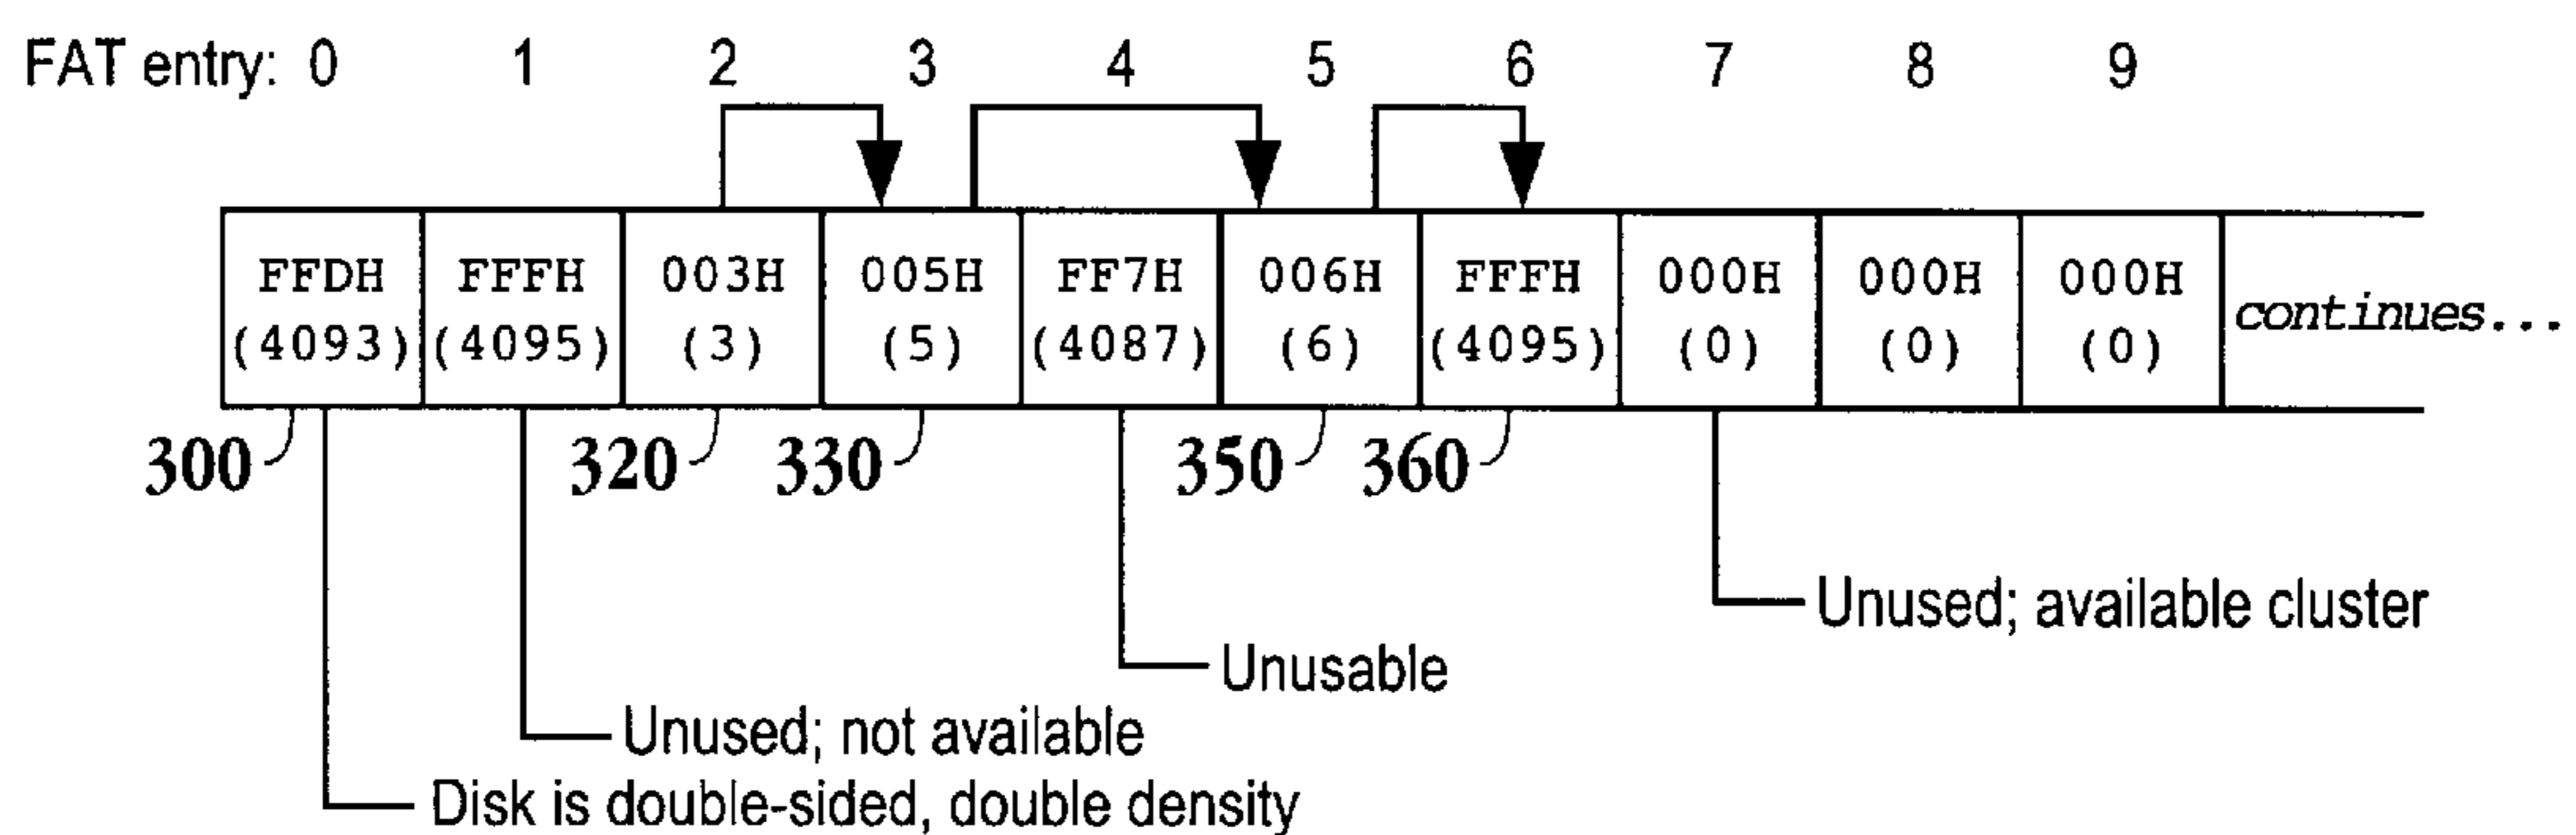 FAT entry: 0 1 2 3 4 5 6 7 8 9
FFDH FFFH 003H 005H FF7H 006H FFFH 000H 000H 000H
(4093) (4095) (3) (5) (4087) (6) (4095) (0) (0) (0)
continues...
300 320 330 350 360
Unused; available cluster
Unusable
Unused; not available
Disk is double-sided, double density